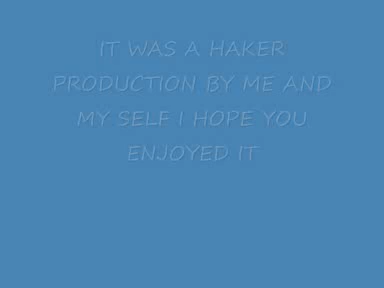 IT WAS A HAKER
PRODUCTION BY ME AND
MY SELF I HOPE YOU
ENJOYED IT